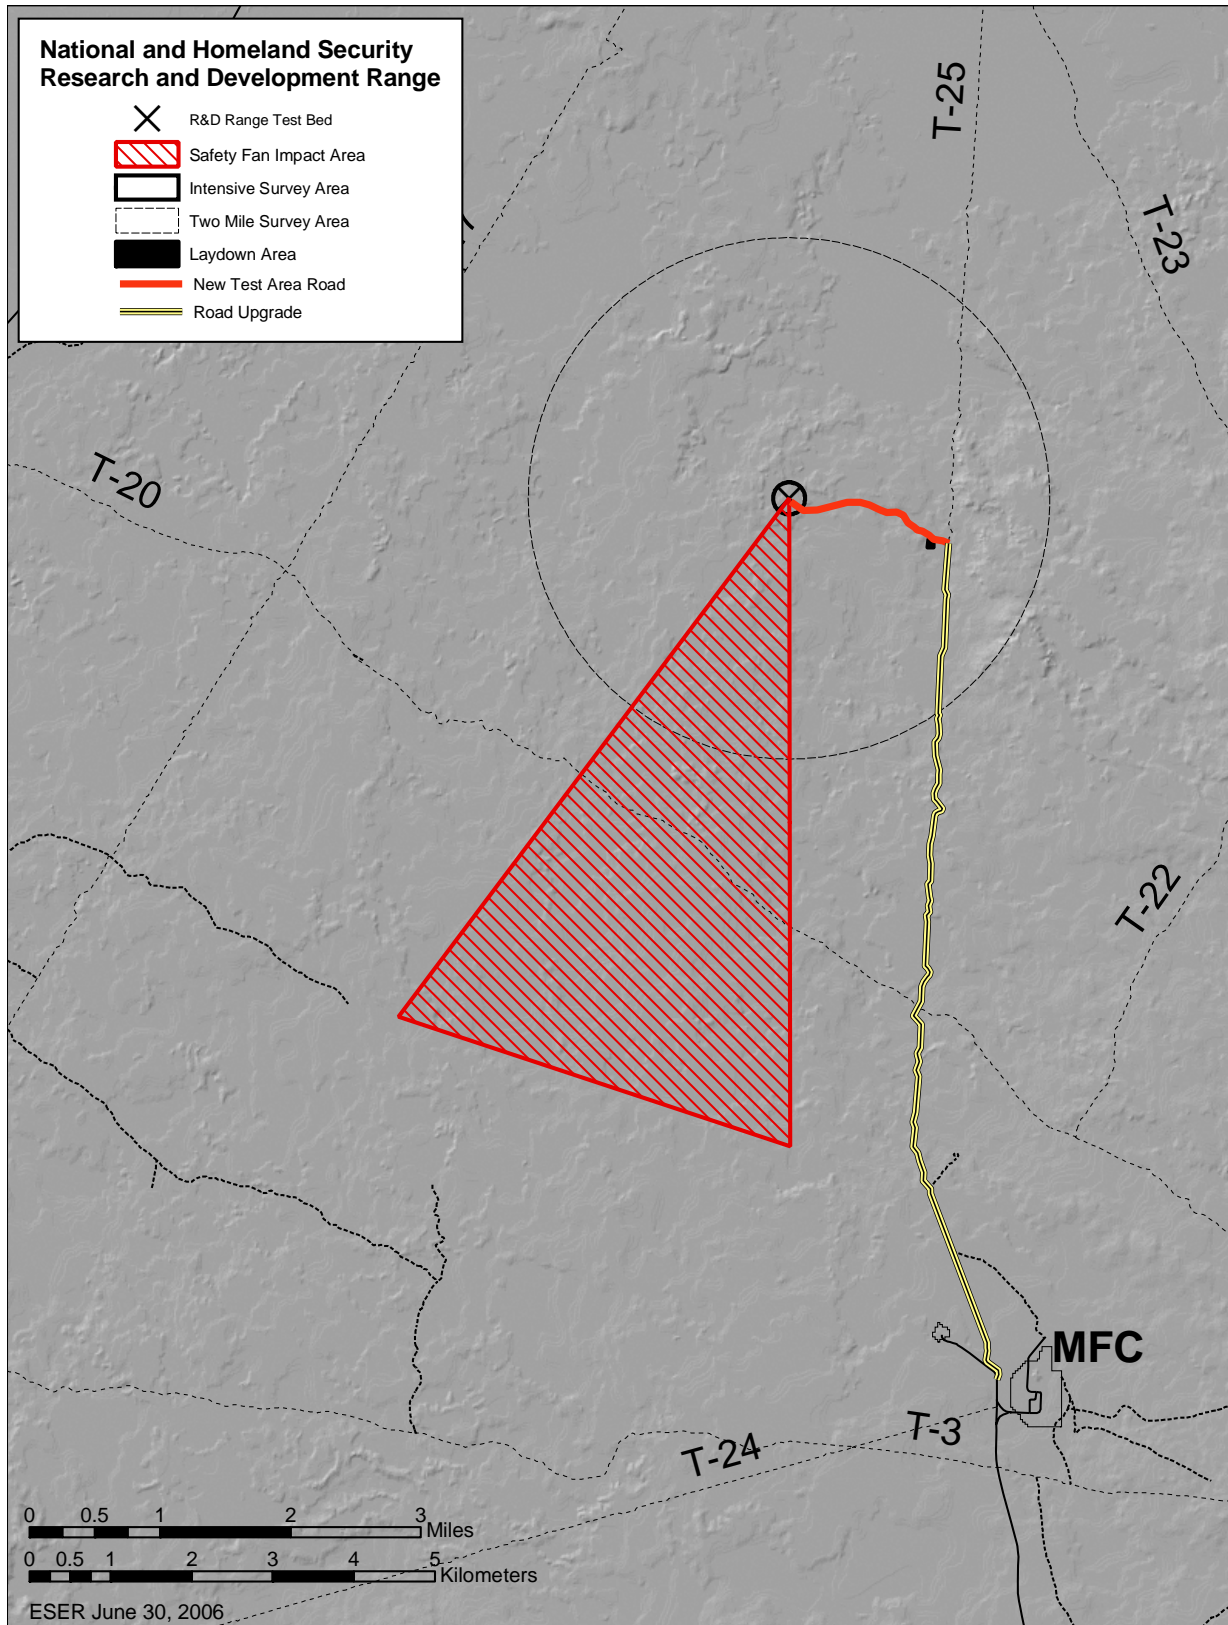 National and Homeland Security
Research and Development Range
R&D Range Test Bed
Safety Fan Impact Area
Intensive Survey Area
Two Mile Survey Area
Laydown Area
New Test Area Road
Road Upgrade
T-25
T-23
T-20
T-22
MFC
T-3
T-24
0 0.5 1 2 3
Miles
0 0.5 1 2 3 4 5
Kilometers
ESER June 30, 2006